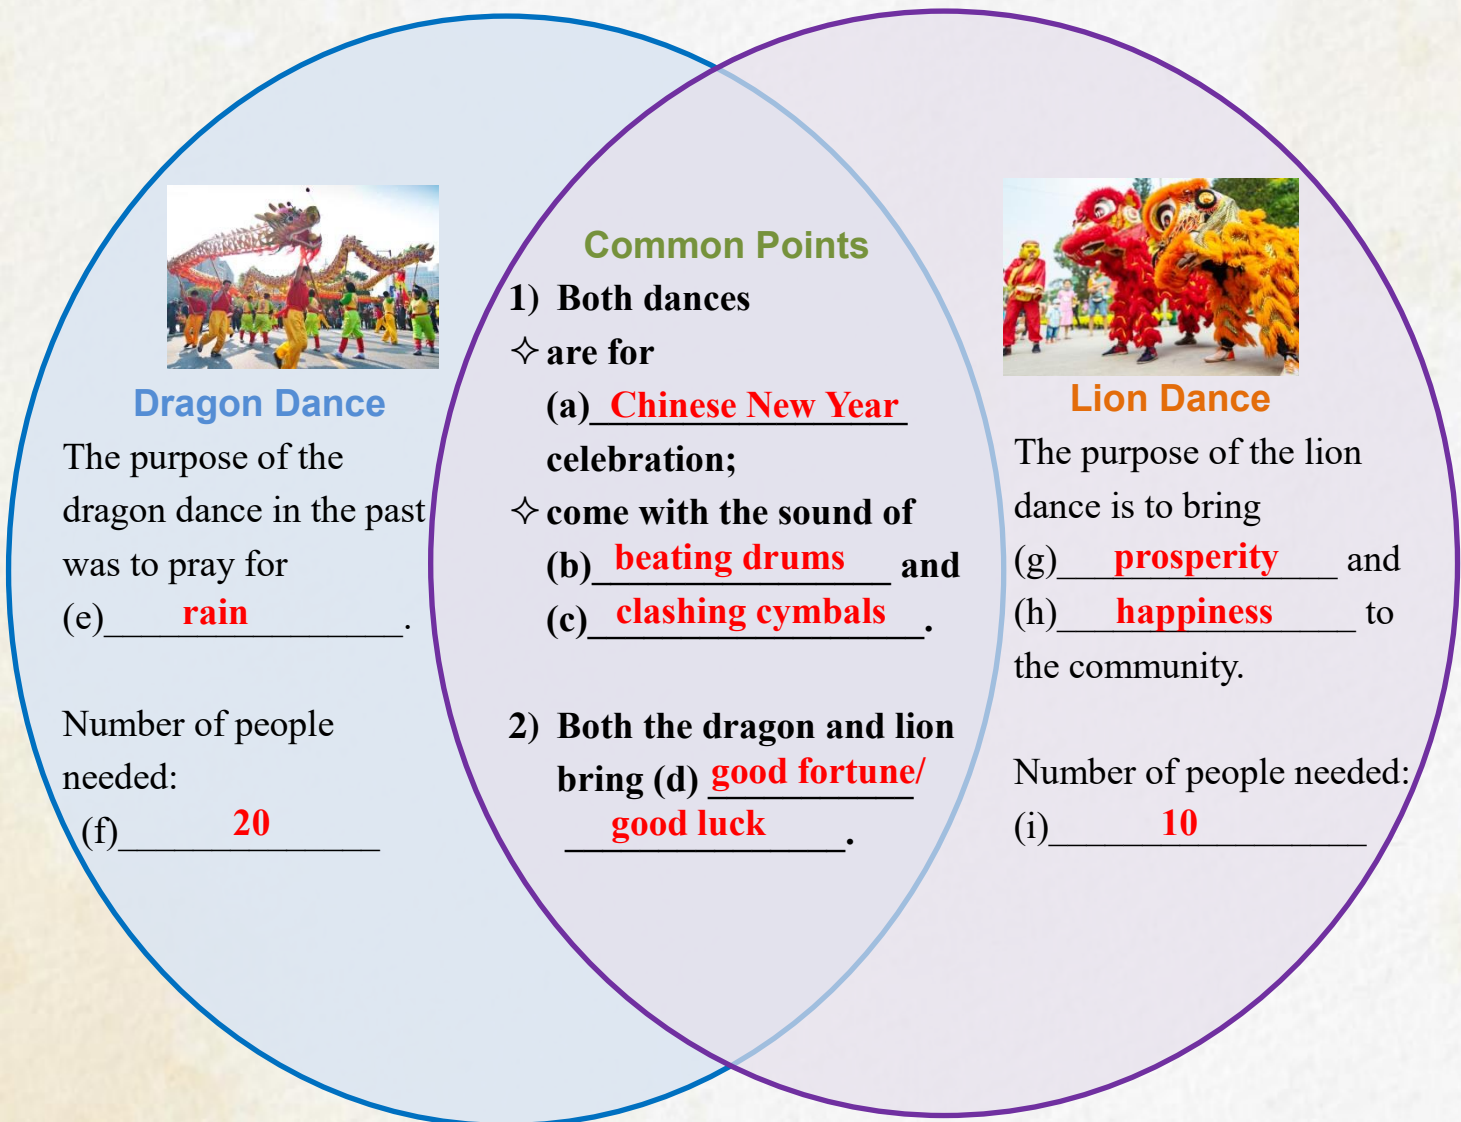 Dragon Dance
The purpose of the
dragon dance in the past
was to pray for
(e)________rain________.
Number of people
needed:
(f)________20________
Common Points
1) Both dances
✧ are for
(a) Chinese New Year
celebration;
✧ come with the sound of
(b) beating drums and
(c) clashing cymbals.
2) Both the dragon and lion
bring (d) good fortune/
good luck.
Lion Dance
The purpose of the lion
dance is to bring
(g) prosperity and
(h) happiness to
the community.
Number of people needed:
(i) 10